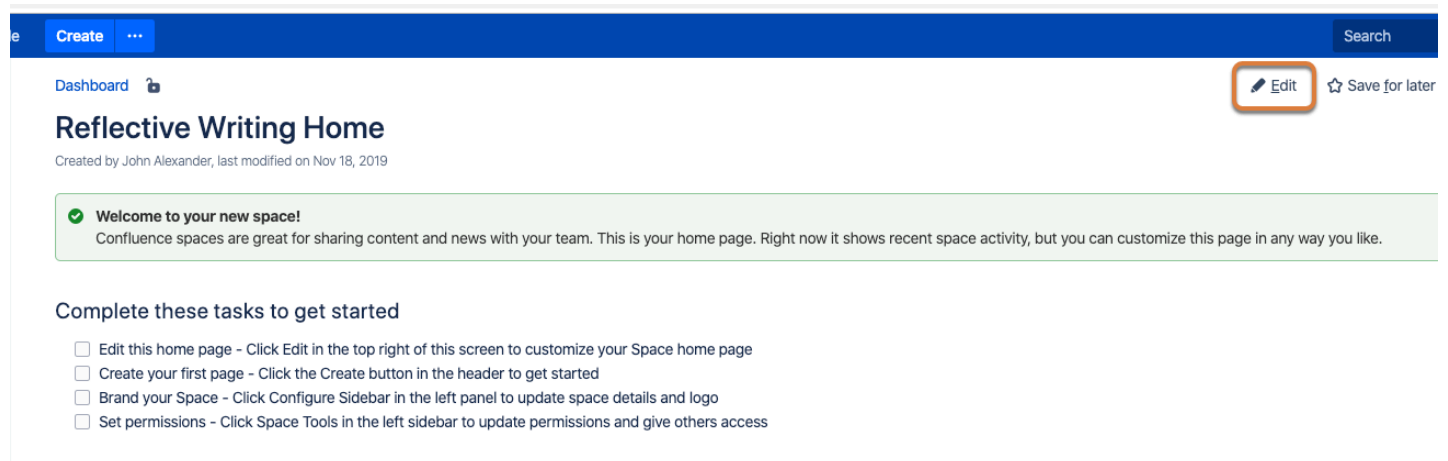 Create ···
Search
Dashboard
Edit
Save for later
Reflective Writing Home
Created by John Alexander, last modified on Nov 18, 2019
Welcome to your new space!
Confluence spaces are great for sharing content and news with your team. This is your home page. Right now it shows recent space activity, but you can customize this page in any way you like.
Complete these tasks to get started
Edit this home page - Click Edit in the top right of this screen to customize your Space home page
Create your first page - Click the Create button in the header to get started
Brand your Space - Click Configure Sidebar in the left panel to update space details and logo
Set permissions - Click Space Tools in the left sidebar to update permissions and give others access